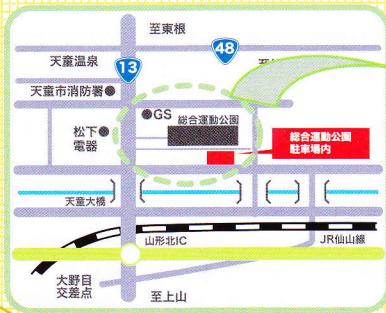 至東根
48
天童温泉
13
天童市消防署
GS
総合運動公園
松下
電器
総合運動公園
駐車場内
天童大橋
山形北IC
JR仙山線
大野目
交差点
至上山